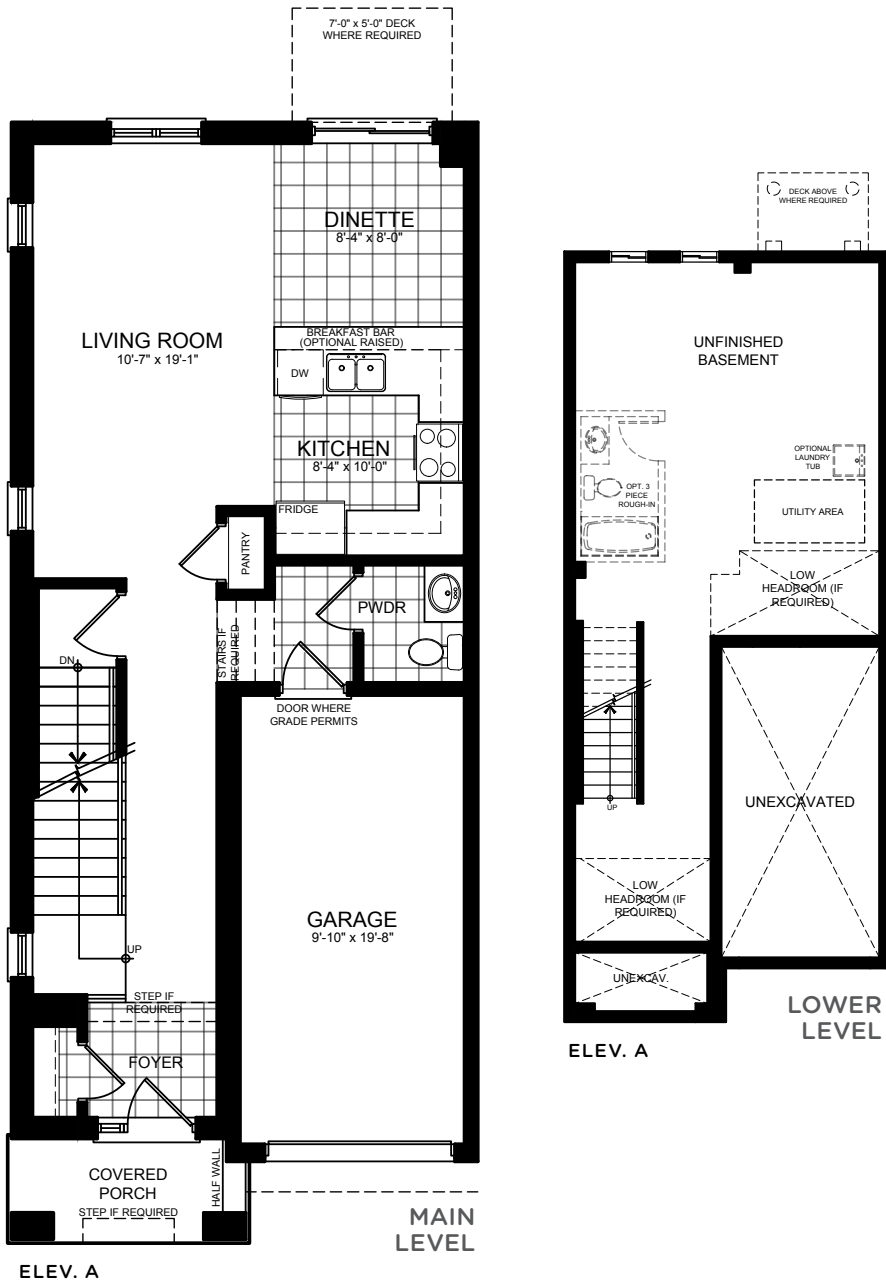 7'-0" x 5'-0" DECK
WHERE REQUIRED
DINETTE
8'-4" x 8'-0"
LIVING ROOM
10'-7" x 19'-1"
BREAKFAST BAR
(OPTIONAL RAISED)
DW
KITCHEN
8'-4" x 10'-0"
FRIDGE
PANTRY
PWDR
STAIRS IF
REQUIRED
DN
DOOR WHERE
GRADE PERMITS
GARAGE
9'-10" x 19'-8"
UP
STEP IF
REQUIRED
FOYER
COVERED
PORCH
HALF WALL
STEP IF REQUIRED
MAIN
LEVEL
ELEV. A
DECK ABOVE
WHERE REQUIRED
UNFINISHED
BASEMENT
OPTIONAL
LAUNDRY
TUB
OPT. 3
PIECE
ROUGH-IN
UTILITY AREA
LOW
HEADROOM (IF
REQUIRED)
UNEXCAVATED
UP
LOW
HEADROOM (IF
REQUIRED)
UNEXCAV.
LOWER
LEVEL
ELEV. A